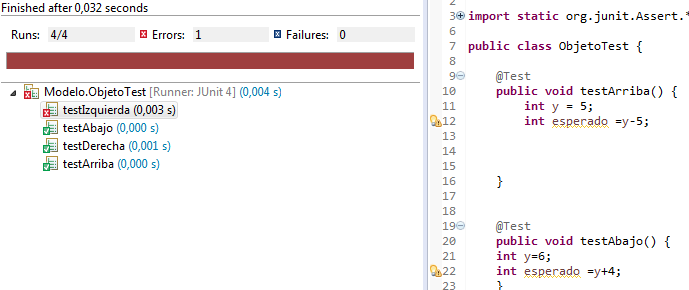 Finished after 0,032 seconds
Runs: 4/4 Errors: 1 Failures: 0
Modelo.ObjetoTest [Runner: JUnit 4] (0,004 s)
testIzquierda (0,003 s)
testAbajo (0,000 s)
testDerecha (0,001 s)
testArriba (0,000 s)
2
3 import static org.junit.Assert.*
6
7 public class ObjetoTest {
8
9 @Test
10 public void testArriba() {
11 int y = 5;
12 int esperado =y-5;
13
14
15
16 }
17
18
19 @Test
20 public void testAbajo() {
21 int y=6;
22 int esperado =y+4;
23 }